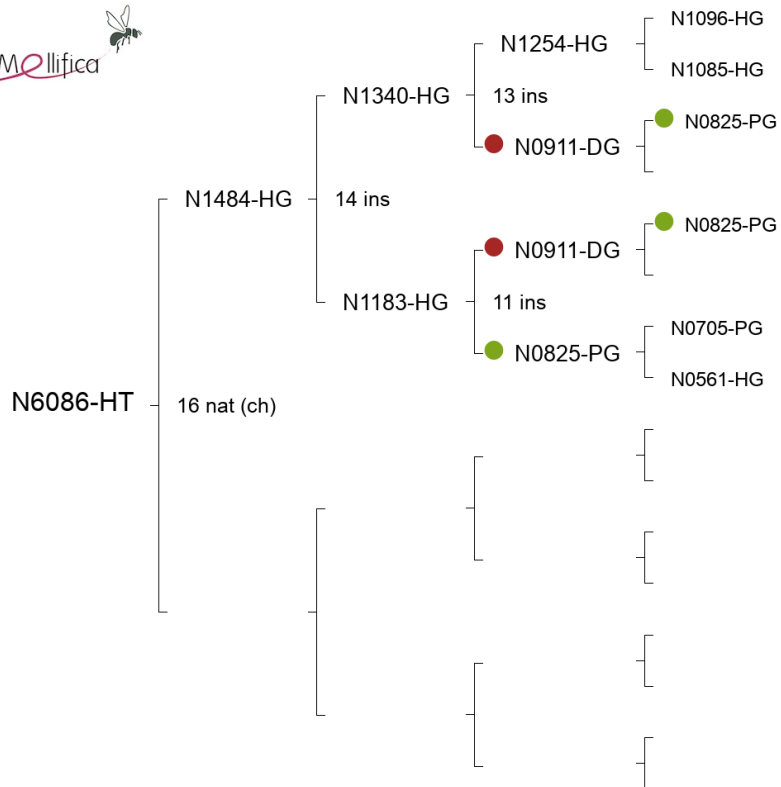 Mellifica
N1096-HG
N1254-HG
N1085-HG
N1340-HG
13 ins
N0825-PG
N0911-DG
N1484-HG
14 ins
N0825-PG
N0911-DG
N1183-HG
11 ins
N0705-PG
N0825-PG
N0561-HG
N6086-HT
16 nat (ch)